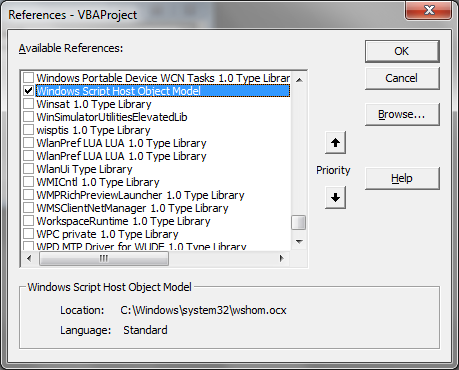 References - VBAProject
Available References:
OK
Windows Portable Device WCN Tasks 1.0 Type Librar
Windows Script Host Object Model
Cancel
Winsat 1.0 Type Library
WinSimulatorUtilitiesElevatedLib
Browse...
wisptis 1.0 Type Library
WlanPref LUA LUA 1.0 Type Library
WlanPref LUA LUA 1.0 Type Library
WlanUi Type Library
Priority
WMICntl 1.0 Type Library
Help
WMPRichPreviewLauncher 1.0 Type Library
WMSClientNetManager 1.0 Type Library
WorkspaceRuntime 1.0 Type Library
WPC private 1.0 Type Library
WPD MTP Driver for WUDF 1.0 Type Library
Windows Script Host Object Model
Location: C:\Windows\system32\wshom.ocx
Language: Standard